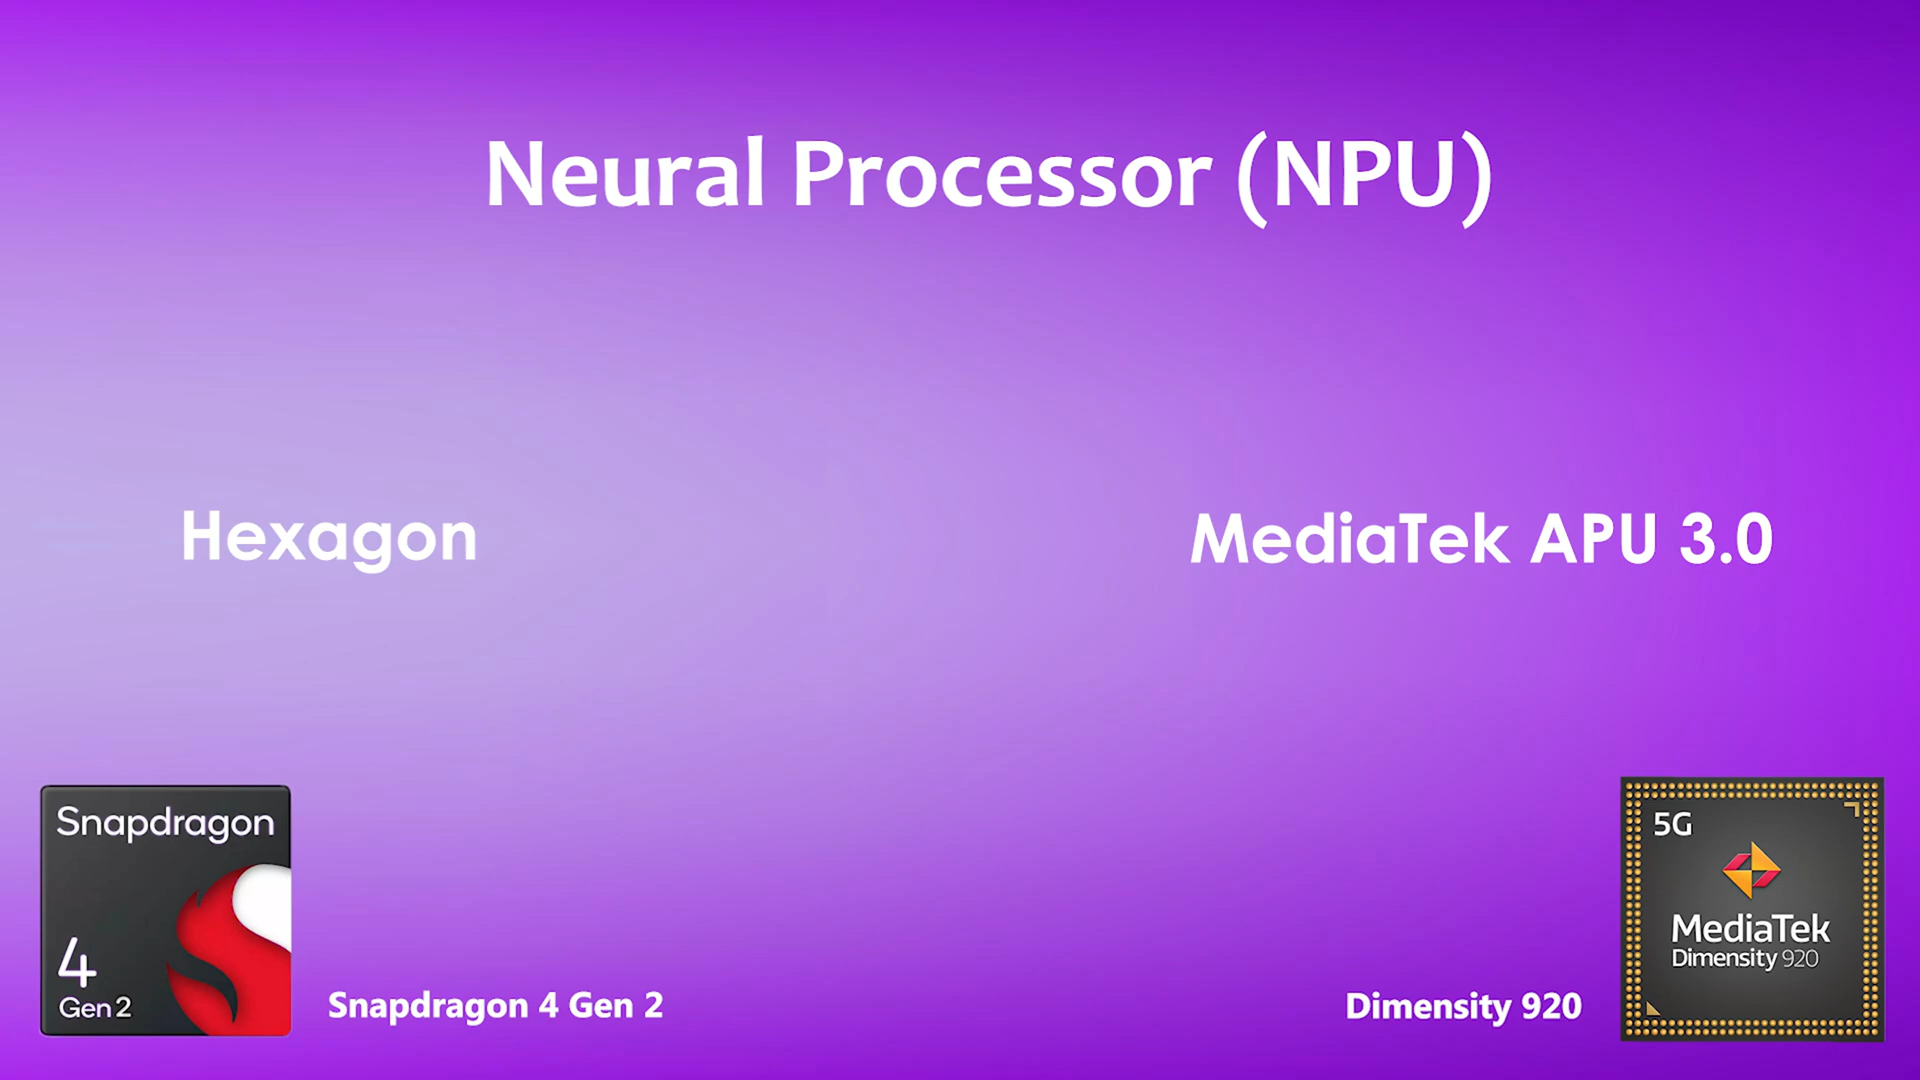 Neural Processor (NPU)
Hexagon
MediaTek APU 3.0
Snapdragon
4
Gen 2
Snapdragon 4 Gen 2
Dimensity 920
5G
MediaTek
Dimensity 920